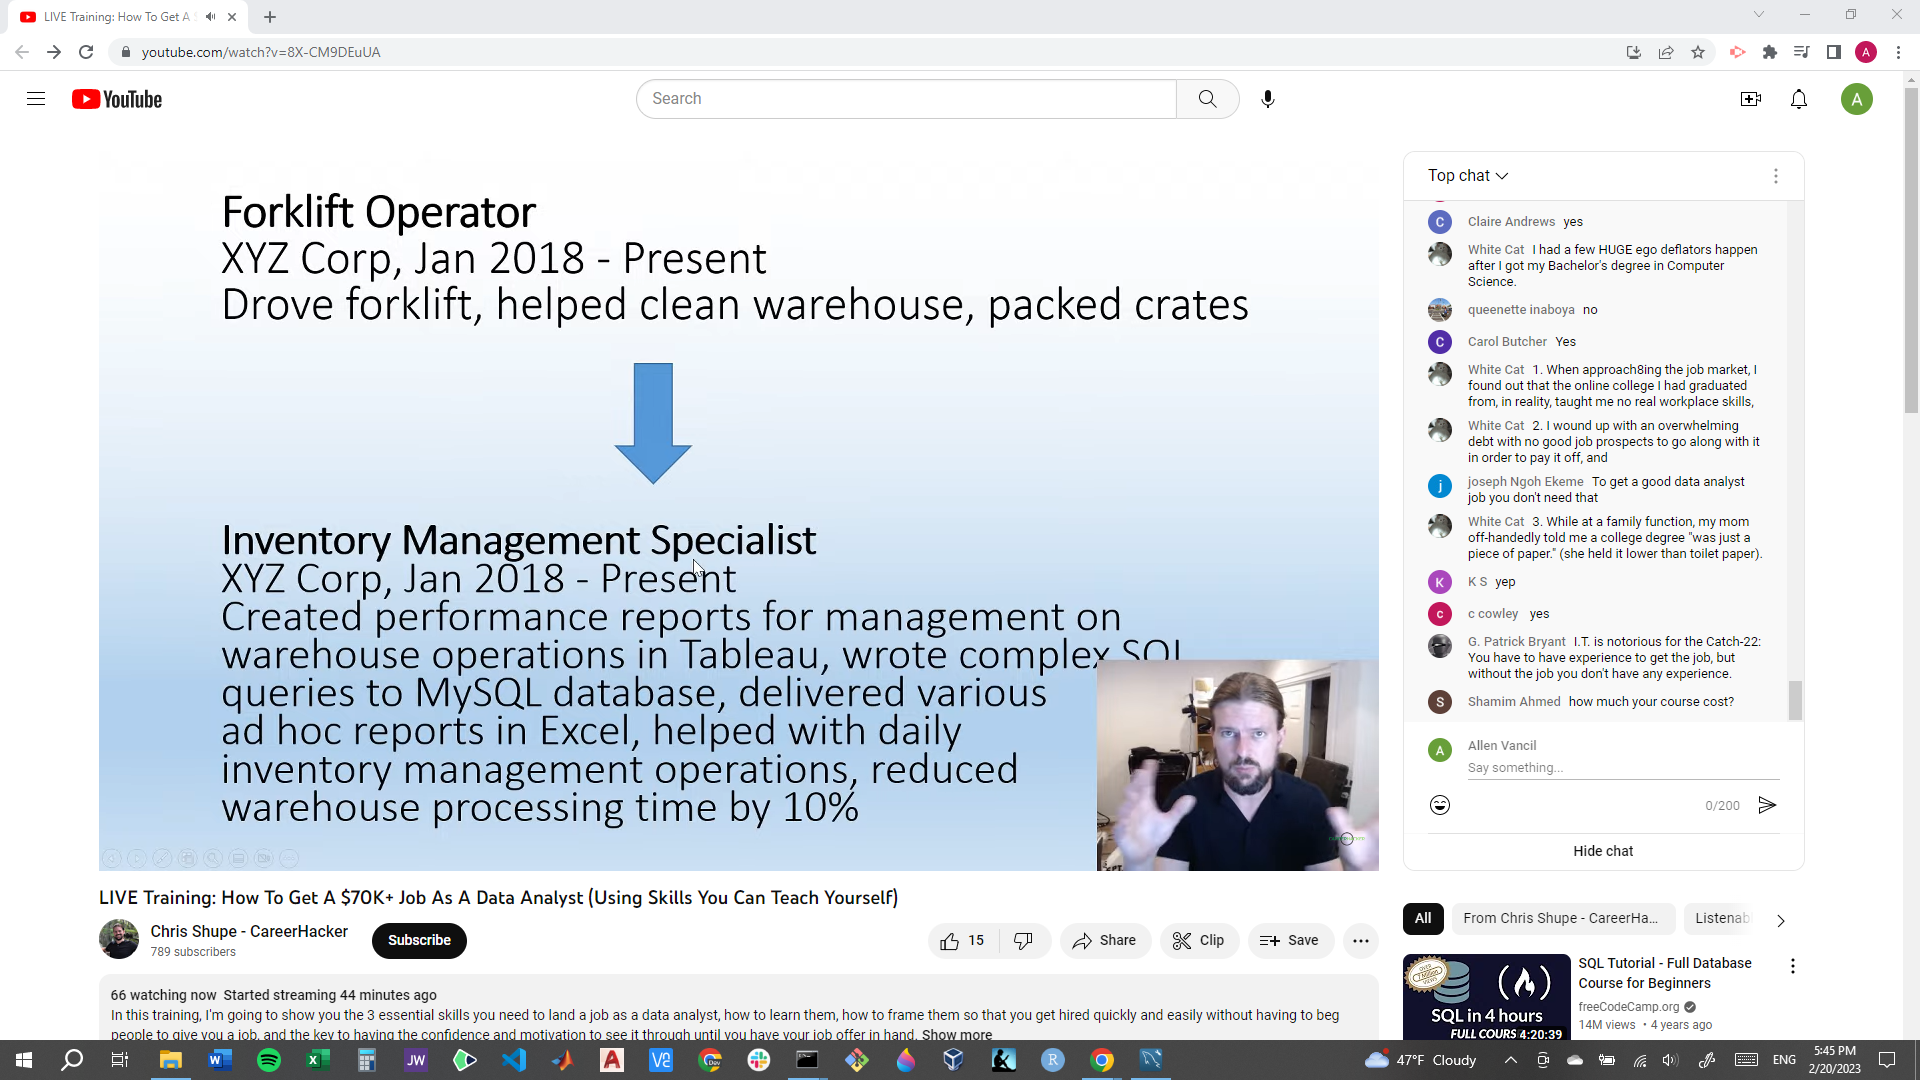 LIVE Training: How To Get A
youtube.com/watch?v=8X-CM9DEuUA
A
YouTube
Search
A
Forklift Operator
XYZ Corp, Jan 2018 - Present
Drove forklift, helped clean warehouse, packed crates
Inventory Management Specialist
XYZ Corp, Jan 2018 - Present
Created performance reports for management on
warehouse operations in Tableau, wrote complex SQL
queries to MySQL database, delivered various
ad hoc reports in Excel, helped with daily
inventory management operations, reduced
warehouse processing time by 10%
Top chat
C Claire Andrews yes
White Cat I had a few HUGE ego deflators happen
after I got my Bachelor's degree in Computer
Science.
queenette inaboya no
C Carol Butcher Yes
White Cat 1. When approach8ing the job market, I
found out that the online college I had graduated
from, in reality, taught me no real workplace skills,
White Cat 2. I wound up with an overwhelming
debt with no good job prospects to go along with it
in order to pay it off, and
j joseph Ngoh Ekeme To get a good data analyst
job you don't need that
White Cat 3. While at a family function, my mom
off-handedly told me a college degree "was just a
piece of paper." (she held it lower than toilet paper).
K K S yep
c c cowley yes
G. Patrick Bryant I.T. is notorious for the Catch-22:
You have to have experience to get the job, but
without the job you don't have any experience.
S Shamim Ahmed how much your course cost?
A Allen Vancil
Say something...
0/200
Hide chat
LIVE Training: How To Get A $70K+ Job As A Data Analyst (Using Skills You Can Teach Yourself)
Chris Shupe - CareerHacker
789 subscribers
Subscribe
15
Share
Clip
Save
66 watching now Started streaming 44 minutes ago
In this training, I'm going to show you the 3 essential skills you need to land a job as a data analyst, how to learn them, how to frame them so that you get hired quickly and easily without having to beg
people to give you a job, and the key to having the confidence and motivation to see it through until you have your job offer in hand. Show more
All
From Chris Shupe - CareerHa...
Listenab
SQL Tutorial - Full Database
Course for Beginners
freeCodeCamp.org
14M views • 4 years ago
SQL in 4 hours
FULL COURS 4:20:39
JW
47°F Cloudy
ENG
5:45 PM
2/20/2023